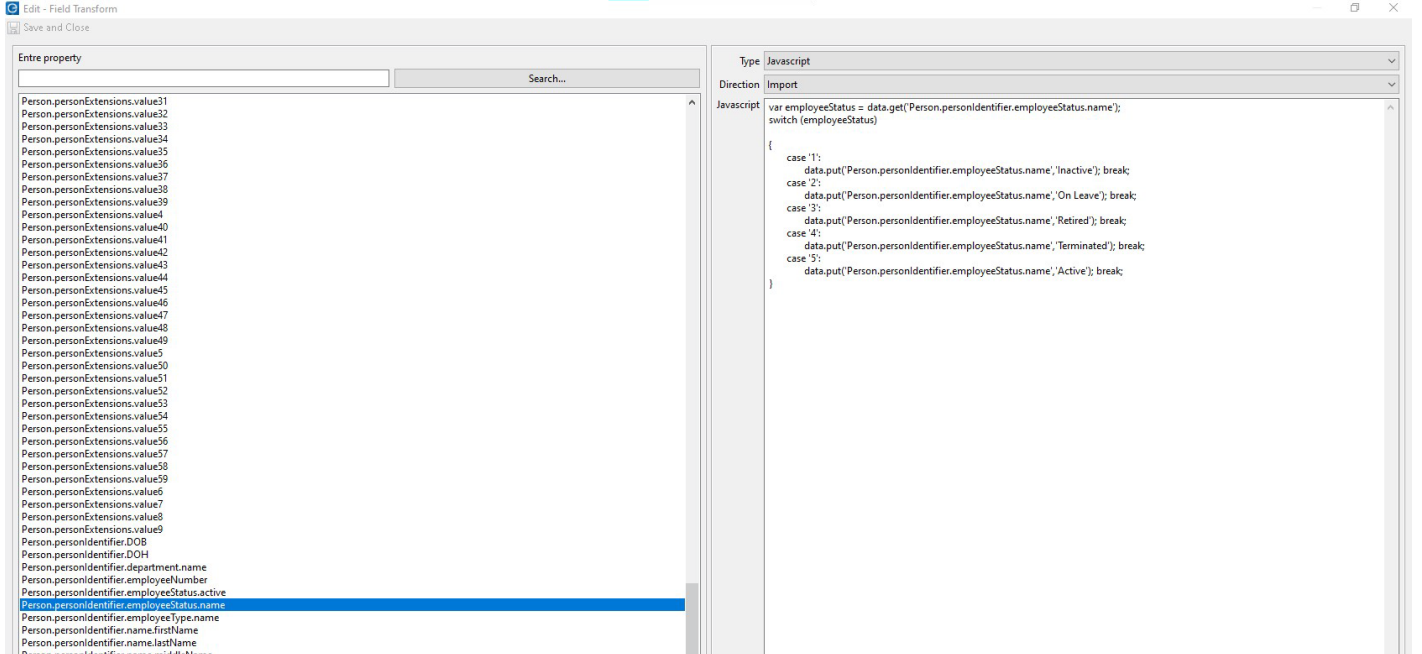 Edit - Field Transform
Save and Close
Entre property
Search...
Person.personExtensions.value31
Person.personExtensions.value32
Person.personExtensions.value33
Person.personExtensions.value34
Person.personExtensions.value35
Person.personExtensions.value36
Person.personExtensions.value37
Person.personExtensions.value38
Person.personExtensions.value39
Person.personExtensions.value4
Person.personExtensions.value40
Person.personExtensions.value41
Person.personExtensions.value42
Person.personExtensions.value43
Person.personExtensions.value44
Person.personExtensions.value45
Person.personExtensions.value46
Person.personExtensions.value47
Person.personExtensions.value48
Person.personExtensions.value49
Person.personExtensions.value5
Person.personExtensions.value50
Person.personExtensions.value51
Person.personExtensions.value52
Person.personExtensions.value53
Person.personExtensions.value54
Person.personExtensions.value55
Person.personExtensions.value56
Person.personExtensions.value57
Person.personExtensions.value58
Person.personExtensions.value59
Person.personExtensions.value6
Person.personExtensions.value7
Person.personExtensions.value8
Person.personExtensions.value9
Person.personIdentifier.DOB
Person.personIdentifier.DOH
Person.personIdentifier.department.name
Person.personIdentifier.employeeNumber
Person.personIdentifier.employeeStatus.active
Person.personIdentifier.employeeStatus.name
Person.personIdentifier.employeeType.name
Person.personIdentifier.name.firstName
Person.personIdentifier.name.lastName
Type Javascript
Direction Import
Javascript
var employeeStatus = data.get('Person.personIdentifier.employeeStatus.name');
switch (employeeStatus)
{
case '1':
data.put('Person.personIdentifier.employeeStatus.name','Inactive'); break;
case '2':
data.put('Person.personIdentifier.employeeStatus.name','On Leave'); break;
case '3':
data.put('Person.personIdentifier.employeeStatus.name','Retired'); break;
case '4':
data.put('Person.personIdentifier.employeeStatus.name','Terminated'); break;
case '5':
data.put('Person.personIdentifier.employeeStatus.name','Active'); break;
}